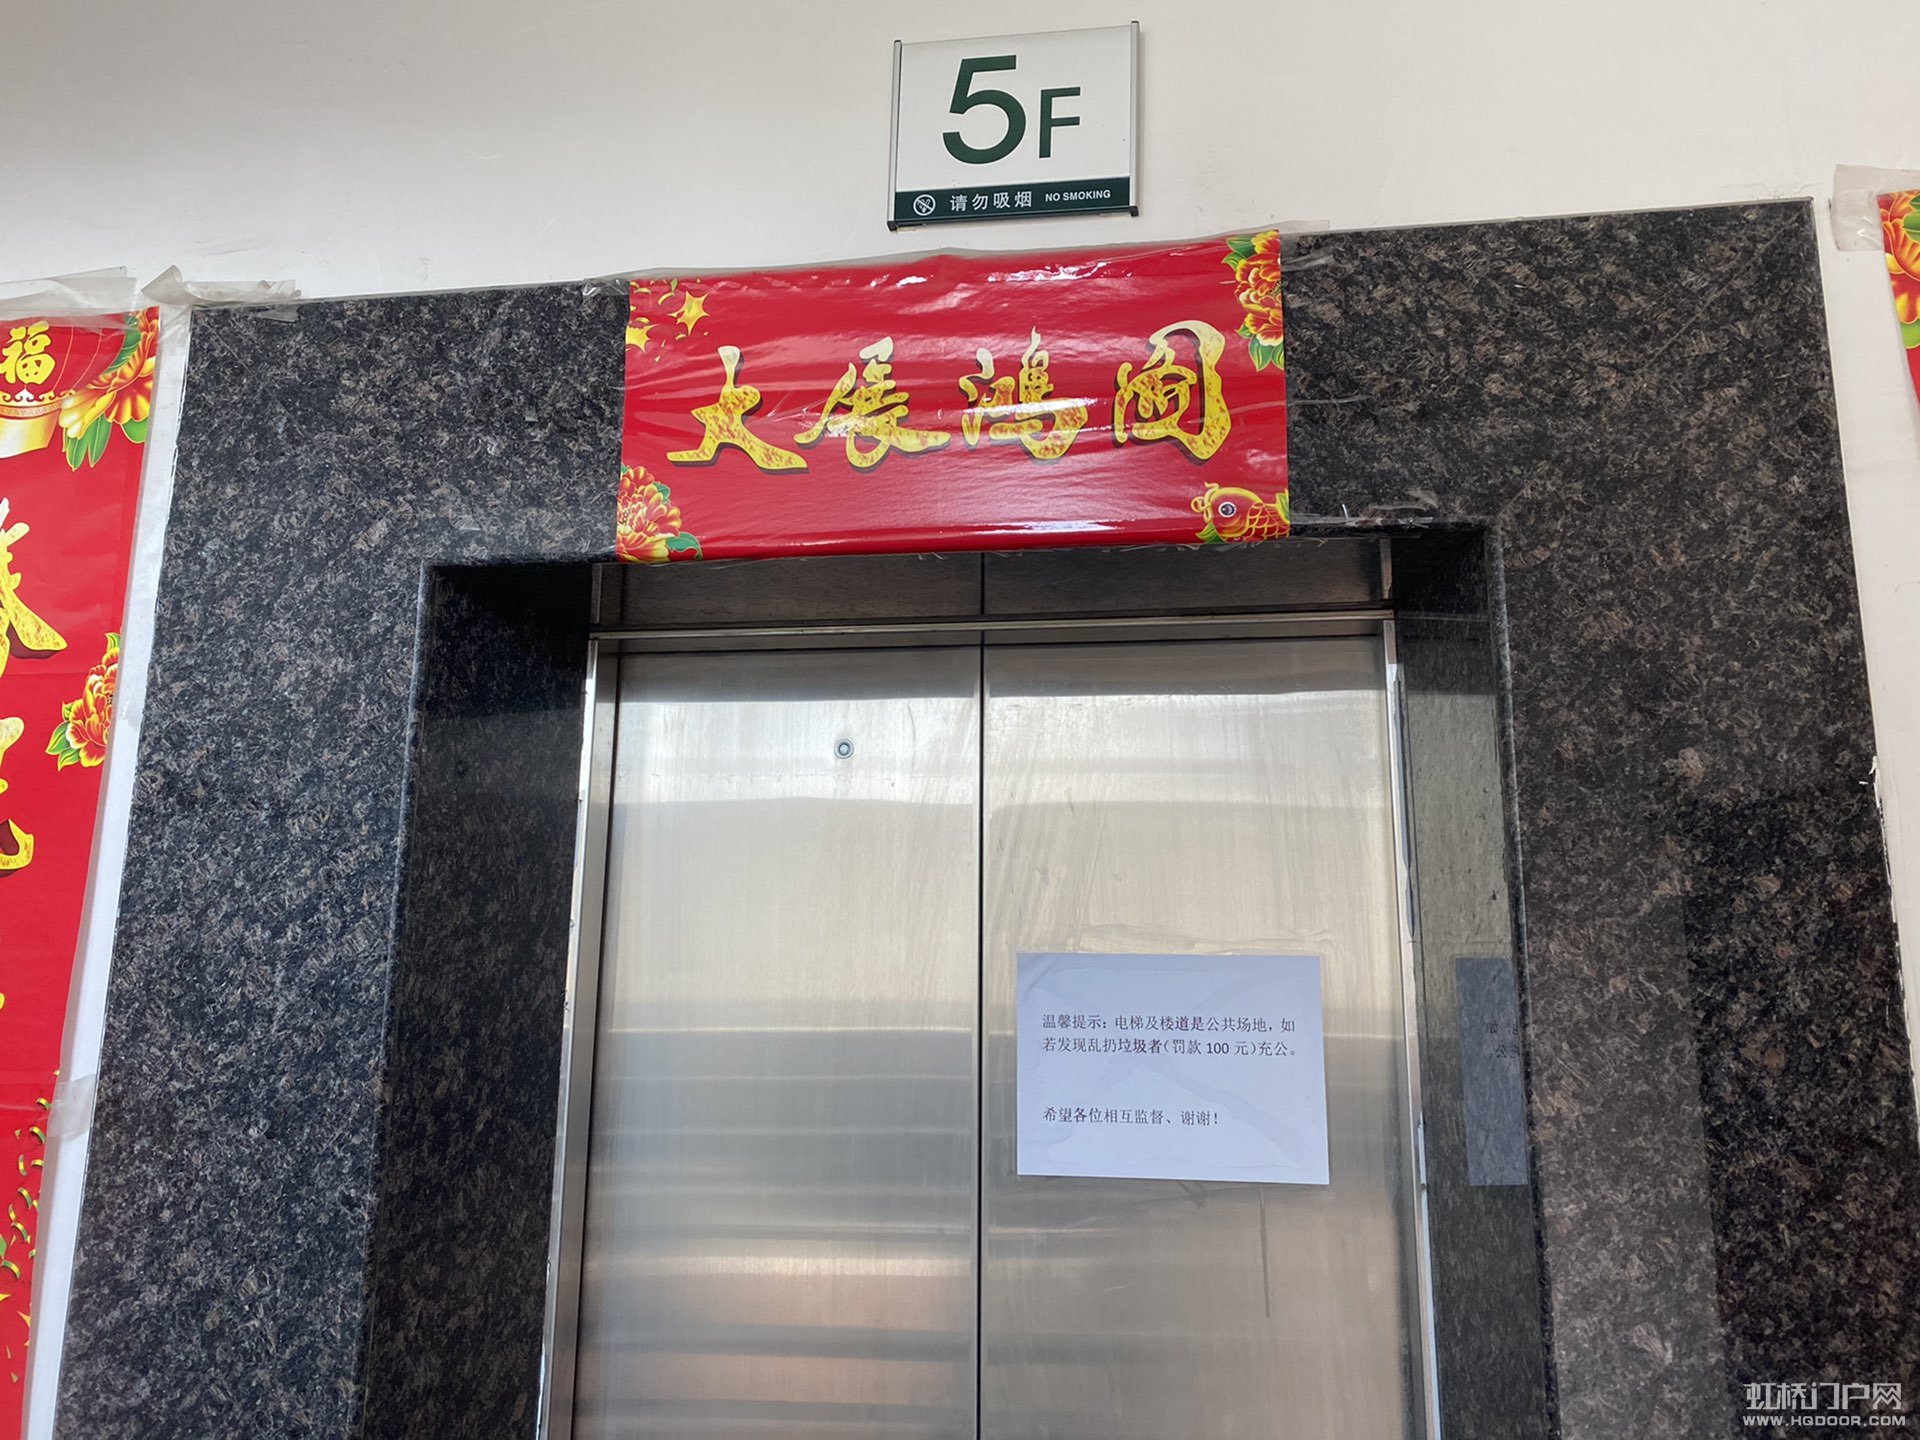 5F
请勿吸烟 NO SMOKING
大展鸿图
福
温馨提示：电梯及楼道是公共场地，如
若发现乱扔垃圾者（罚款 100 元）充公。
希望各位相互监督、谢谢！
虹桥门户网
WWW.HQDOOR.COM